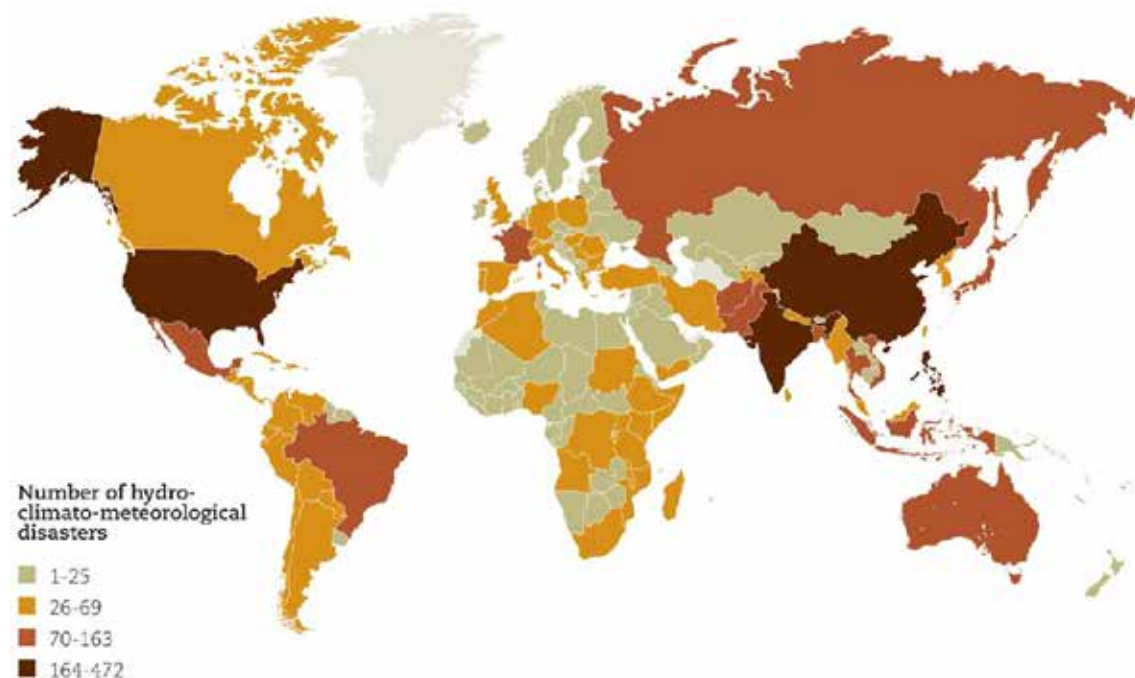 Number of hydro-
climato-meteorological
disasters
1-25
26-69
70-163
164-472